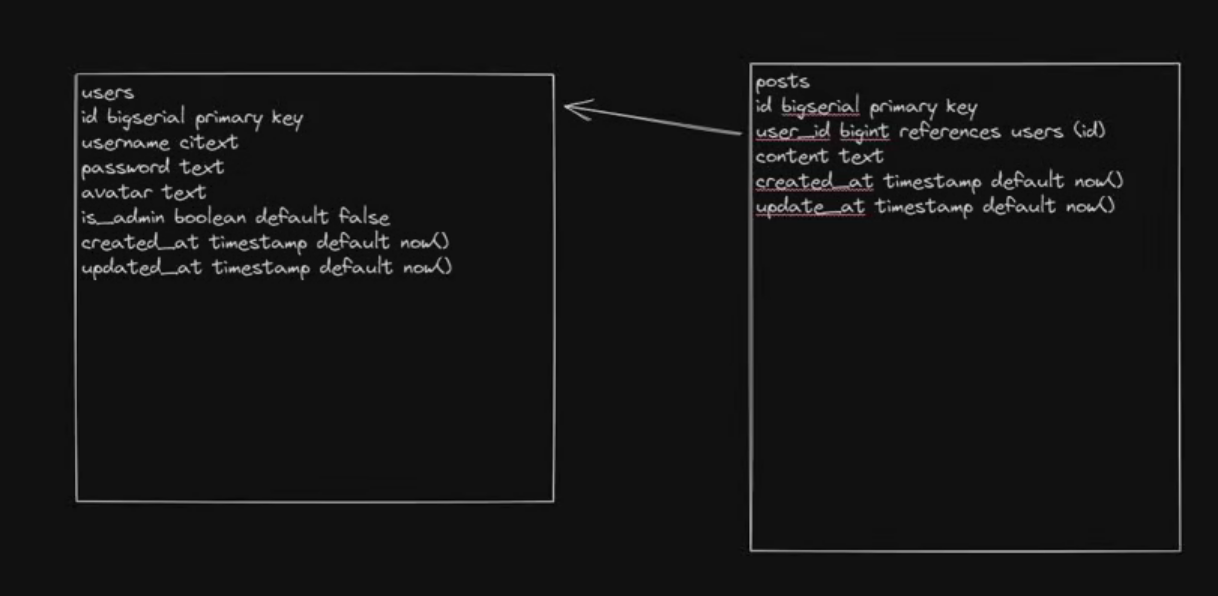 users
id bigserial primary key
username citext
password text
avatar text
is_admin boolean default false
created_at timestamp default now()
updated_at timestamp default now()
posts
id bigserial primary key
user_id bigint references users (id)
content text
created_at timestamp default now()
update_at timestamp default now()